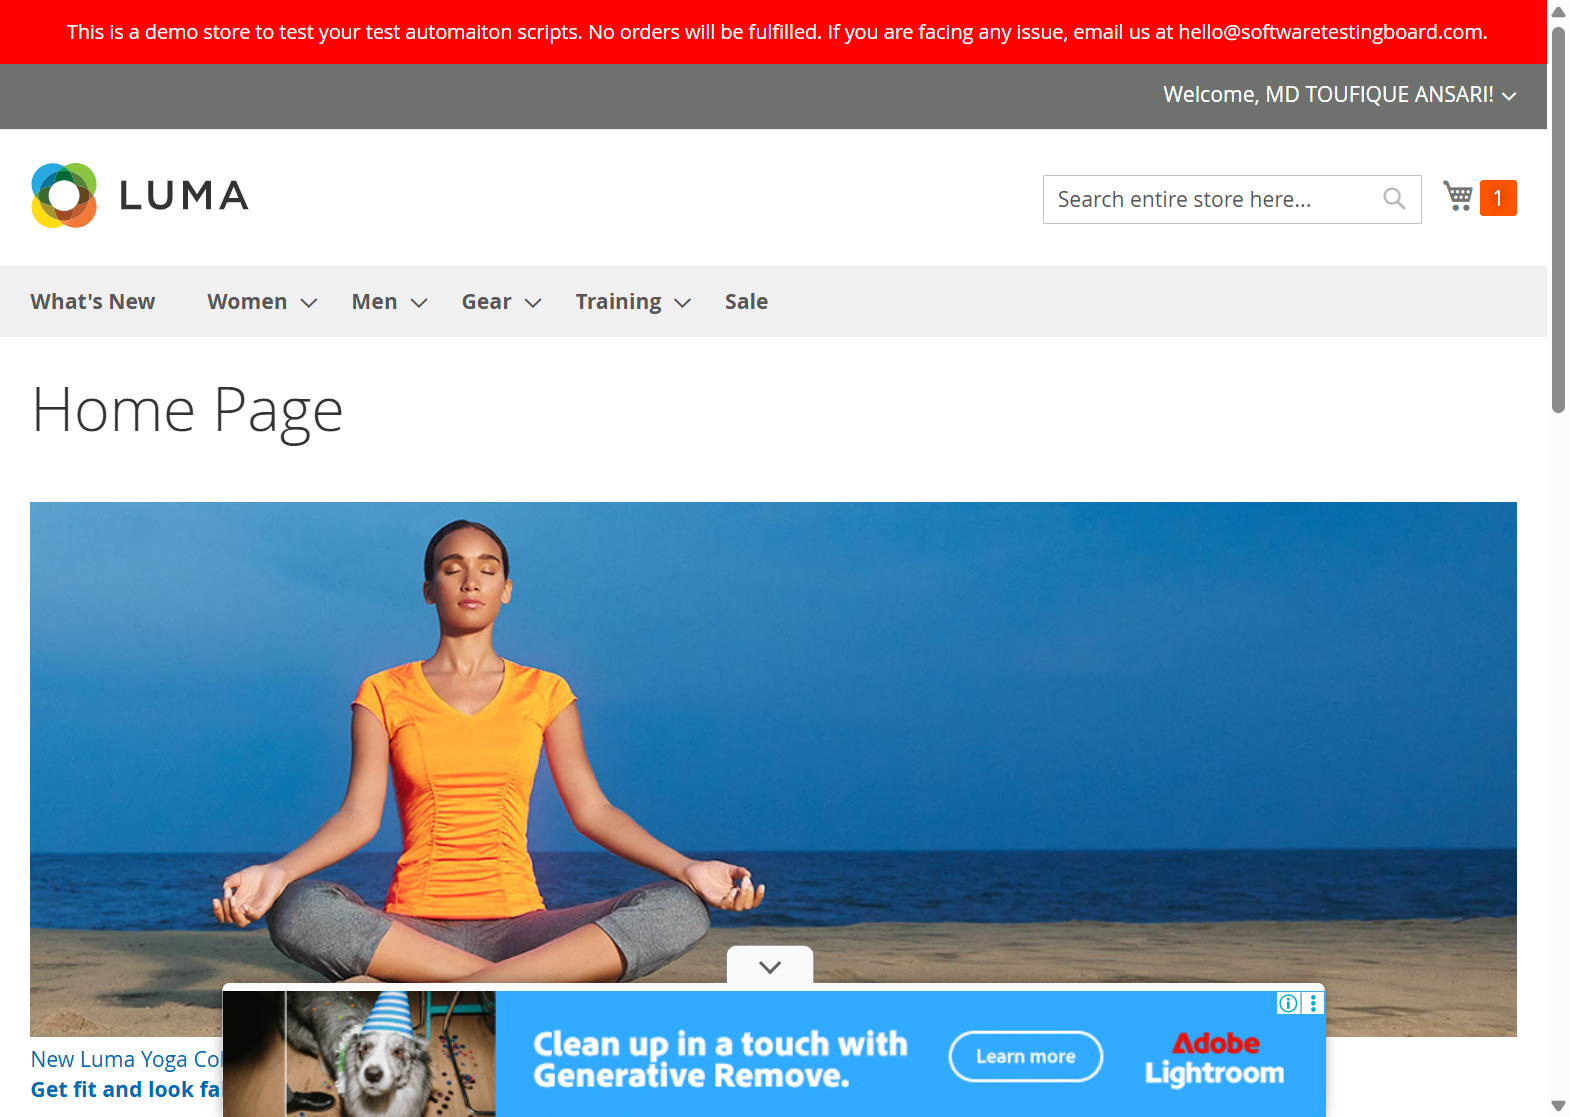 This is a demo store to test your test automaiton scripts. No orders will be fulfilled. If you are facing any issue, email us at hello@softwaretestingboard.com.
Welcome, MD TOUFIQUE ANSARI!
LUMA
Search entire store here...
1
What's New Women Men Gear Training Sale
Home Page
New Luma Yoga Col
Get fit and look fa
Clean up in a touch with
Generative Remove.
Learn more
Adobe
Lightroom